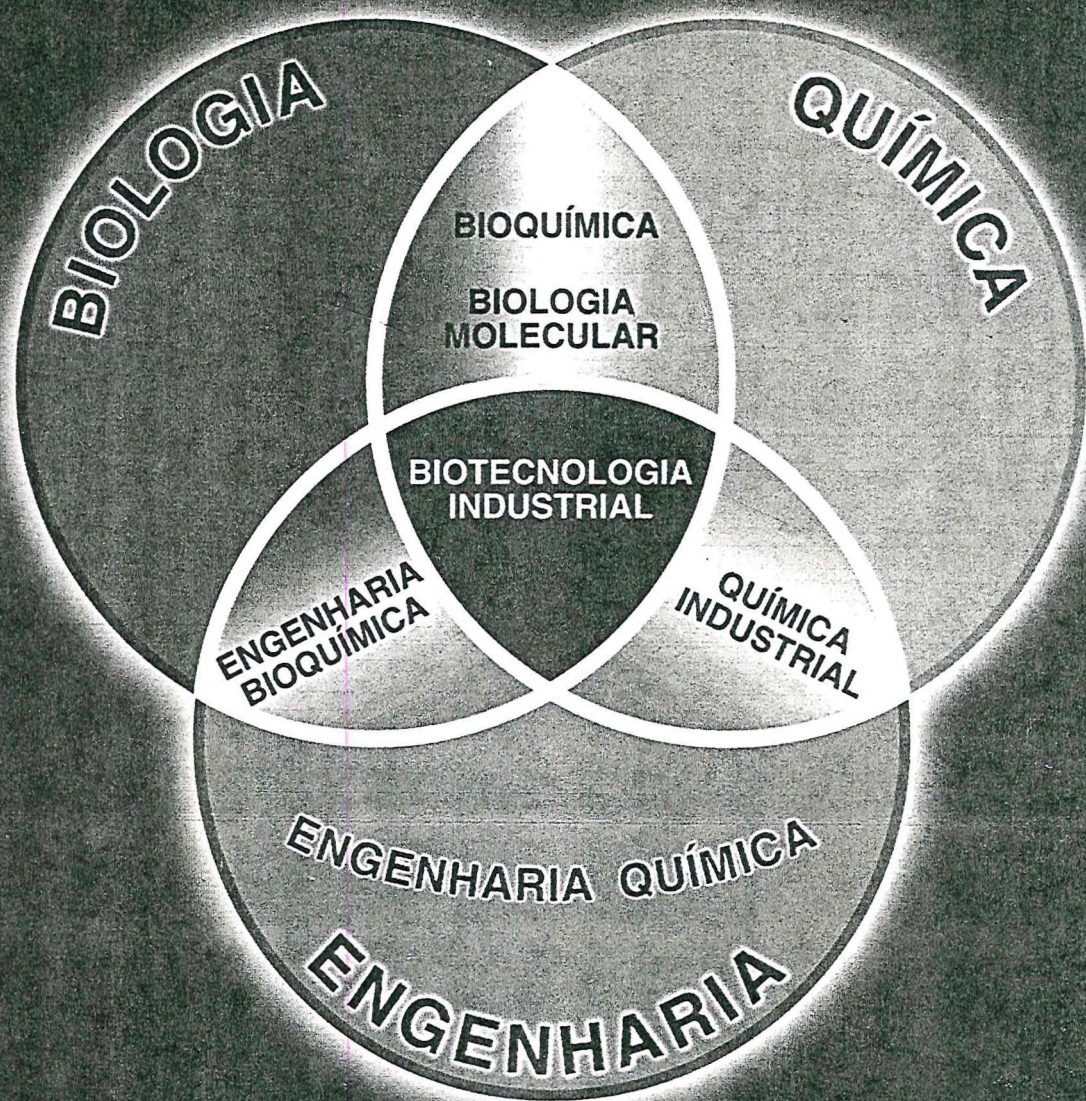 BIOLOGIA
QUÍMICA
BIOQUÍMICA
BIOLOGIA
MOLECULAR
BIOTECNOLOGIA
INDUSTRIAL
ENGENHARIA
BIOQUÍMICA
QUÍMICA
INDUSTRIAL
ENGENHARIA QUÍMICA
ENGENHARIA